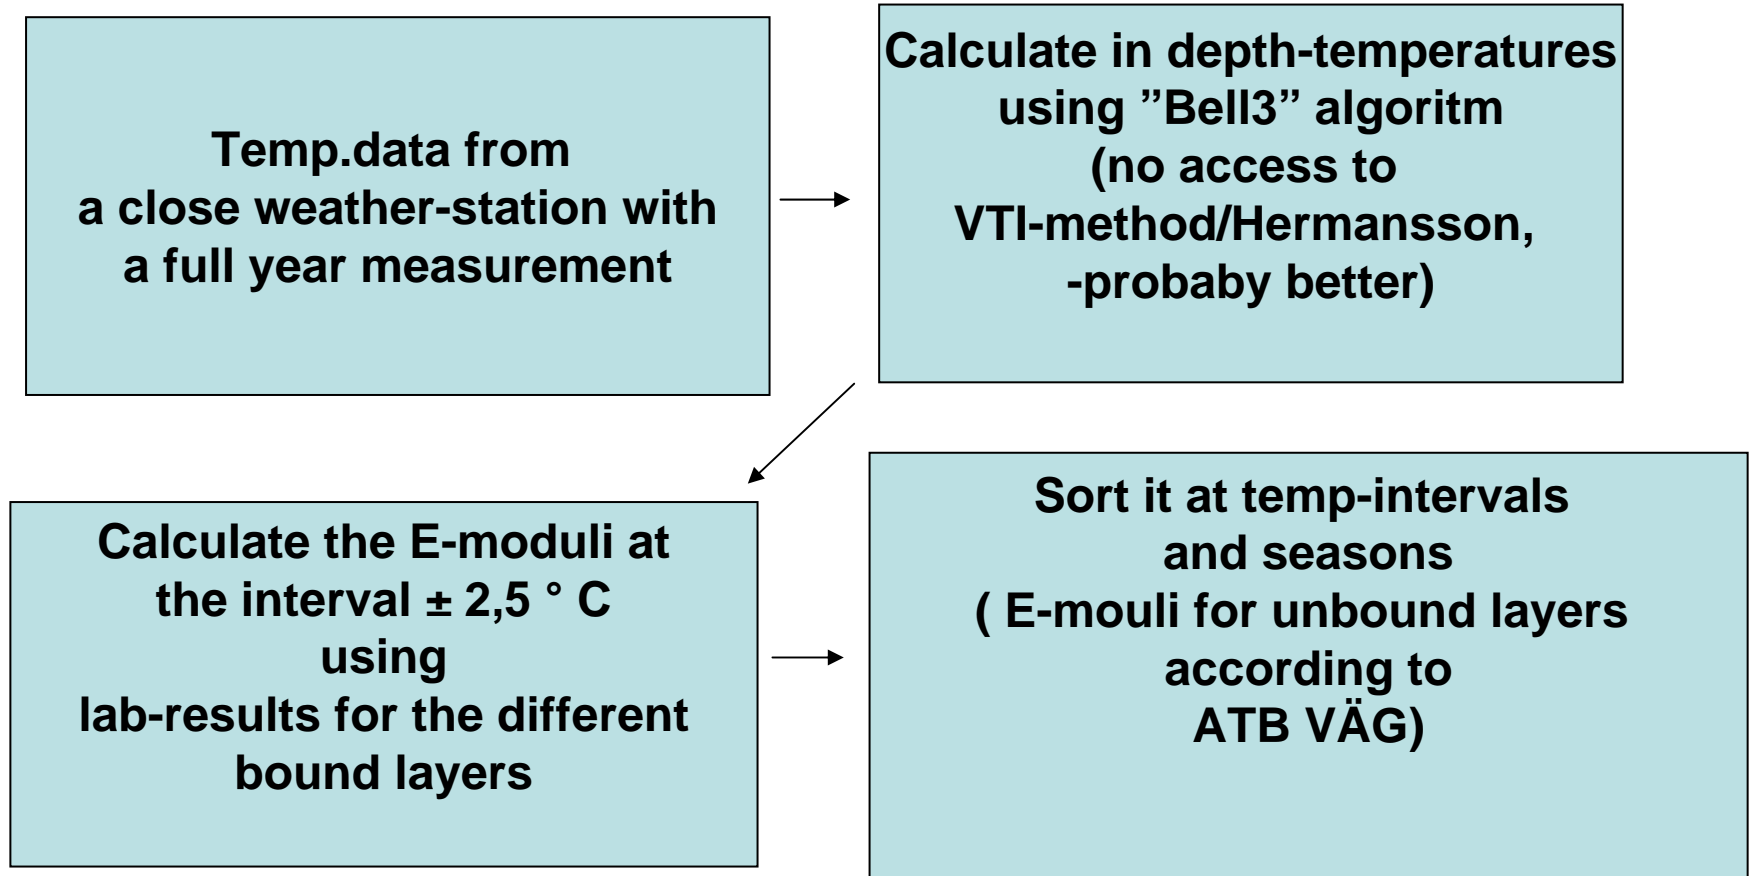 Temp.data from
a close weather-station with
a full year measurement
Calculate in depth-temperatures
using ”Bell3” algoritm
(no access to
VTI-method/Hermansson,
-probaby better)
Calculate the E-moduli at
the interval ± 2,5 ° C
using
lab-results for the different
bound layers
Sort it at temp-intervals
and seasons
( E-mouli for unbound layers
according to
ATB VÄG)